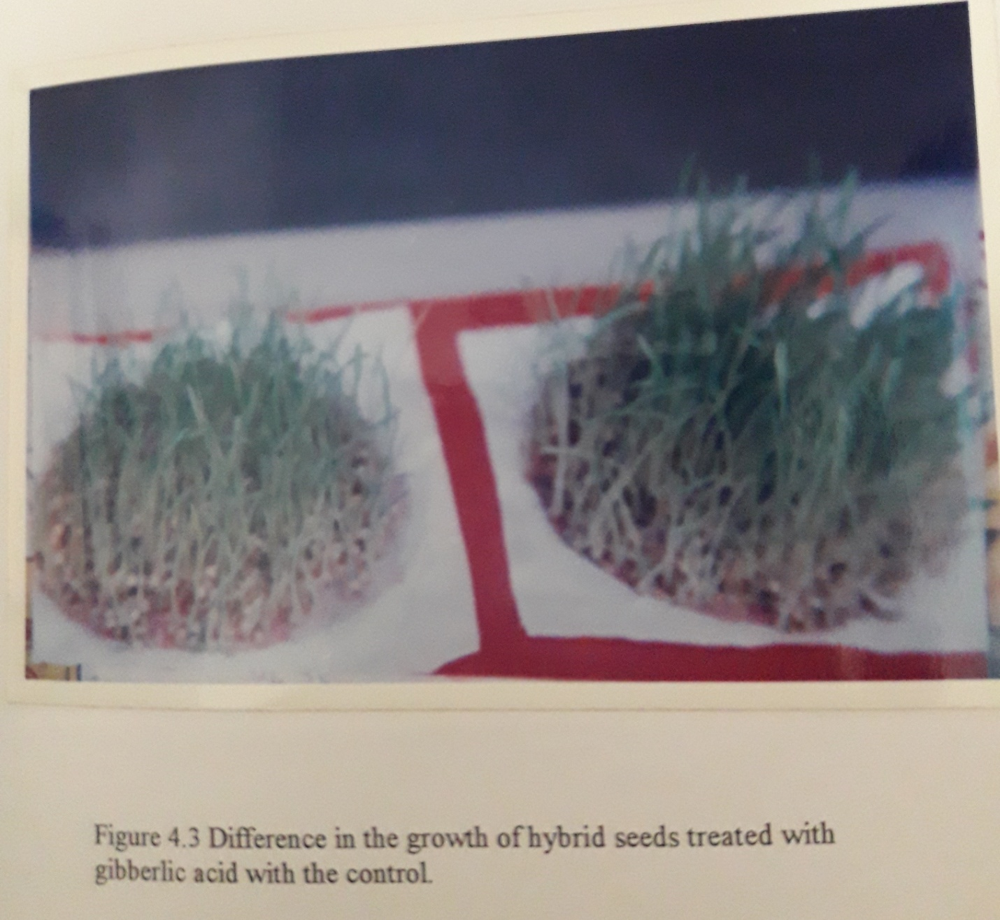 Figure 4.3 Difference in the growth of hybrid seeds treated with
gibberlic acid with the control.